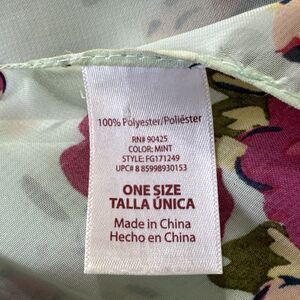 100% Polyester/Poliéster
RN# 90425
COLOR: MINT
STYLE: FG171249
UPC# 8 85998930153
ONE SIZE
TALLA ÚNICA
Made in China
Hecho en China